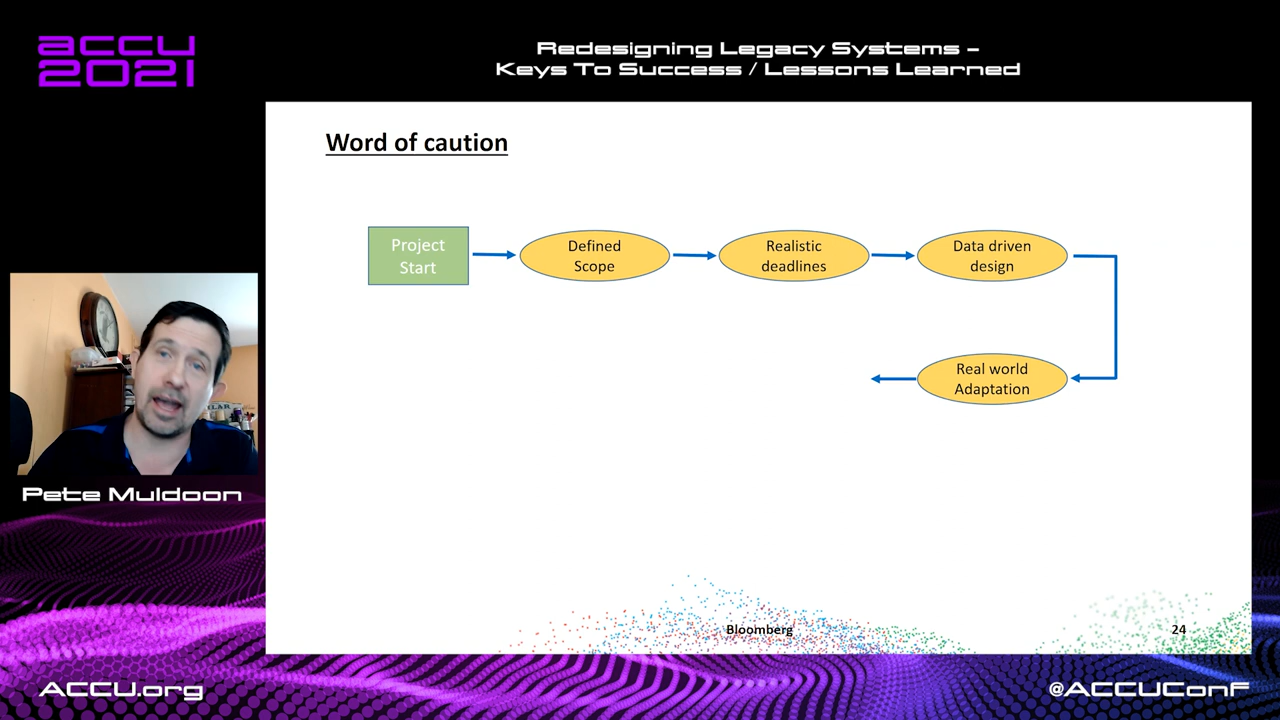 accu
2021
Redesigning Legacy Systems –
Keys To Success / Lessons Learned
Word of caution
Project
Start
Defined
Scope
Realistic
deadlines
Data driven
design
Real world
Adaptation
Pete Muldoon
Bloomberg
24
ACCU.org
@ACCUConf